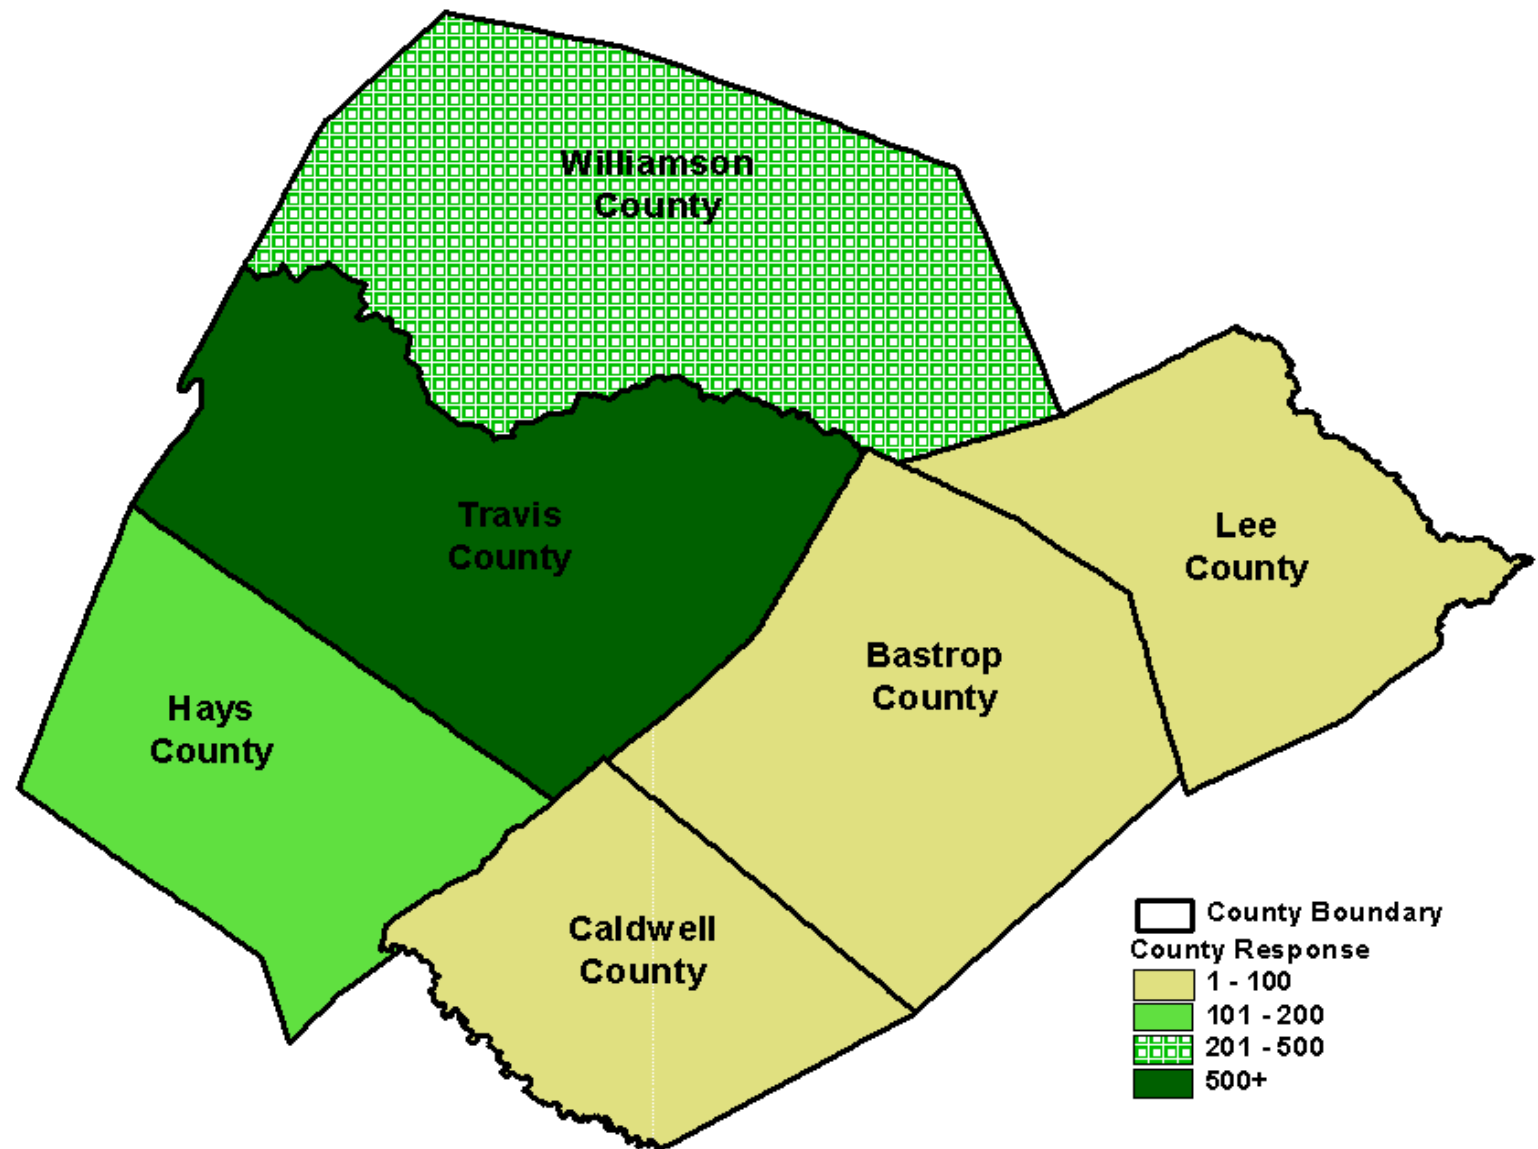 Williamson
County
Travis
County
Lee
County
Bastrop
County
Hays
County
Caldwell
County
County Boundary
County Response
1 - 100
101 - 200
201 - 500
500+